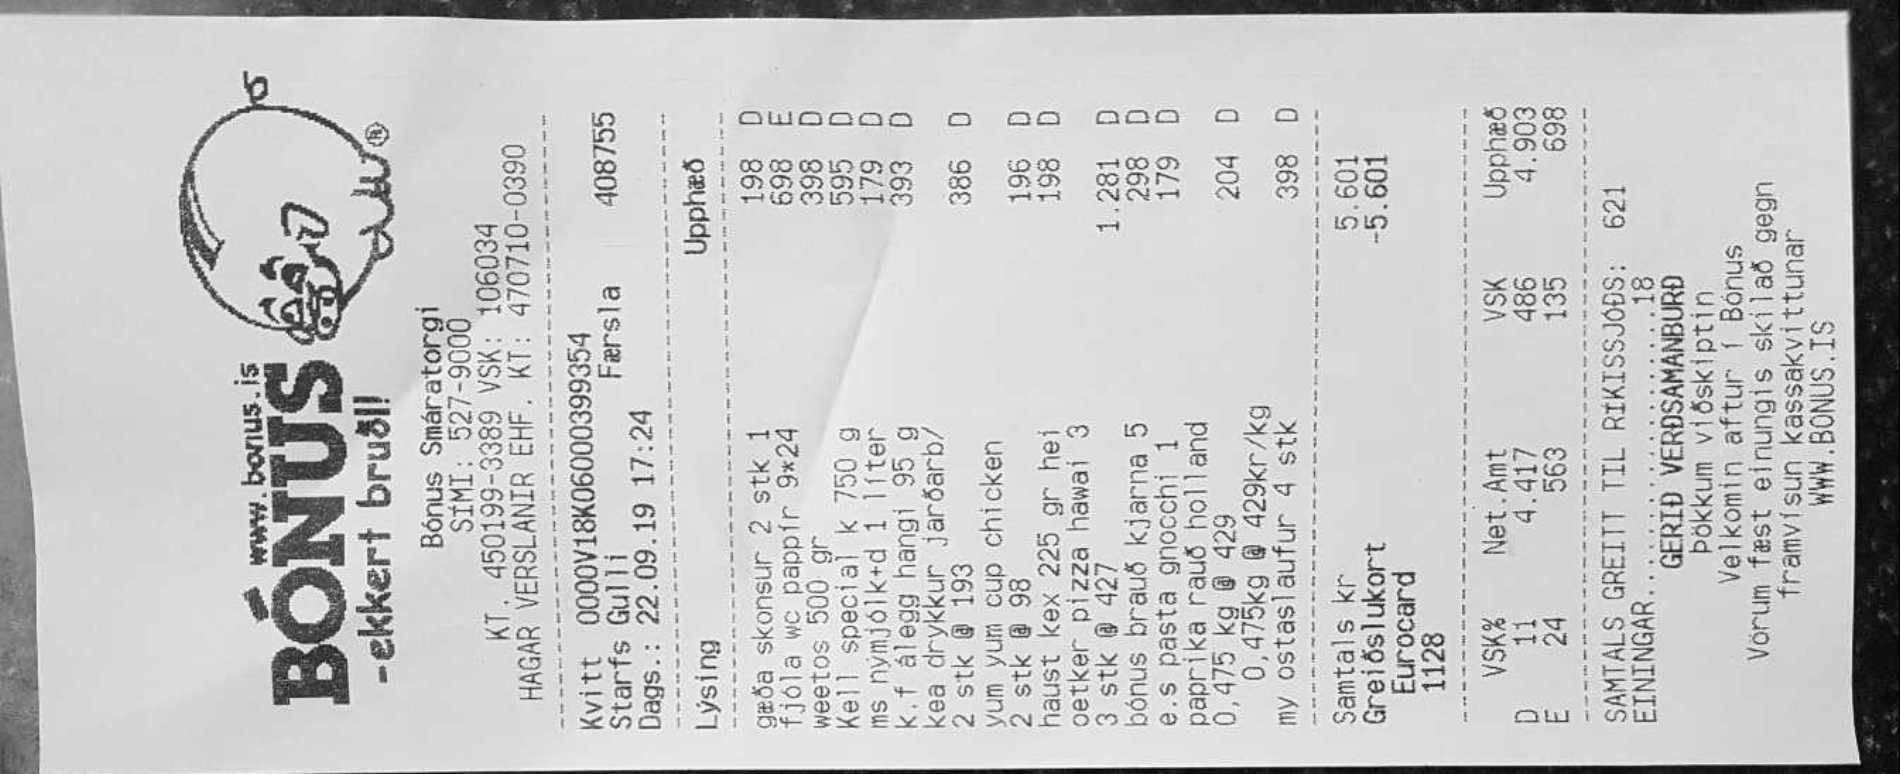 www.bonus.is
BÓNUS
-ekkert bruðl!
®
Bónus Smáratorgi
SÍMI: 527-9000
KT. 450199-3389 VSK: 106034
HAGAR VERSLANIR EHF. KT: 470710-0390
Kvitt 0000V18K06000399354
Starfs Gulli Færsla 408755
Dags.: 22.09.19 17:24
Lýsing Upphæð
gæða skonsur 2 stk 1 198 D
fjóla wc pappír 9*24 698 E
weetos 500 gr 398 D
Kell special k 750 g 595 D
ms nýmjólk+d 1 líter 179 D
k.f álegg hangi 95 g 393 D
kea drykkur jarðarb/
2 stk @ 193 386 D
yum yum cup chicken
2 stk @ 98 196 D
haust kex 225 gr hei 198 D
oetker pizza hawai 3
3 stk @ 427 1.281 D
bónus brauð kjarna 5 298 D
e.s pasta gnocchi 1 179 D
paprika rauð holland
0,475 kg @ 429 204 D
0,475kg @ 429kr/kg
my ostaslaufur 4 stk 398 D
Samtals kr 5.601
Greiðslukort -5.601
Eurocard
1128
VSK% Net.Amt VSK Upphæð
D 11 4.417 486 4.903
E 24 563 135 698
SAMTALS GREITT TIL RÍKISSJÓÐS: 621
EININGAR........................18
GERIÐ VERÐSAMANBURÐ
Þökkum viðskiptin
Velkomin aftur í Bónus
Vörum fæst einungis skilað gegn
framvísun kassakvittunar
WWW.BONUS.IS